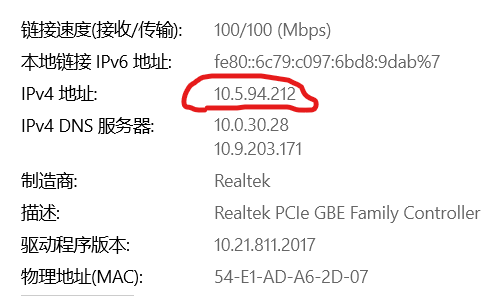 链接速度(接收/传输): 100/100 (Mbps)
本地链接 IPv6 地址: fe80::6c79:c097:6bd8:9dab%7
IPv4 地址: 10.5.94.212
IPv4 DNS 服务器: 10.0.30.28
10.9.203.171
制造商: Realtek
描述: Realtek PCIe GBE Family Controller
驱动程序版本: 10.21.811.2017
物理地址(MAC): 54-E1-AD-A6-2D-07